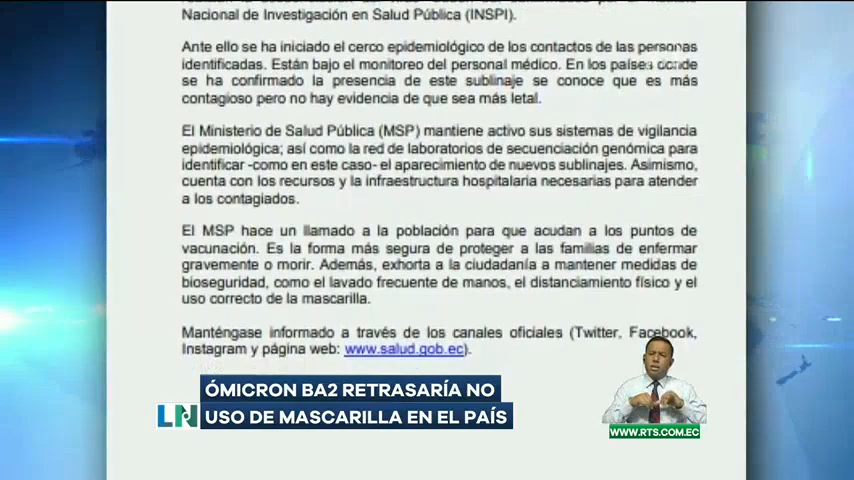 Nacional de Investigación en Salud Pública (INSPI).
Ante ello se ha iniciado el cerco epidemiológico de los contactos de las personas
identificadas. Están bajo el monitoreo del personal médico. En los países donde
se ha confirmado la presencia de este sublinaje se conoce que es más
contagioso pero no hay evidencia de que sea más letal.
El Ministerio de Salud Pública (MSP) mantiene activo sus sistemas de vigilancia
epidemiológica; así como la red de laboratorios de secuenciación genómica para
identificar -como en este caso- el aparecimiento de nuevos sublinajes. Asimismo,
cuenta con los recursos y la infraestructura hospitalaria necesarias para atender
a los contagiados.
El MSP hace un llamado a la población para que acudan a los puntos de
vacunación. Es la forma más segura de proteger a las familias de enfermar
gravemente o morir. Además, exhorta a la ciudadanía a mantener medidas de
bioseguridad, como el lavado frecuente de manos, el distanciamiento físico y el
uso correcto de la mascarilla.
Manténgase informado a través de los canales oficiales (Twitter, Facebook,
Instagram y página web: www.salud.gob.ec).
ÓMICRON BA2 RETRASARÍA NO
LN USO DE MASCARILLA EN EL PAÍS
WWW.RTS.COM.EC